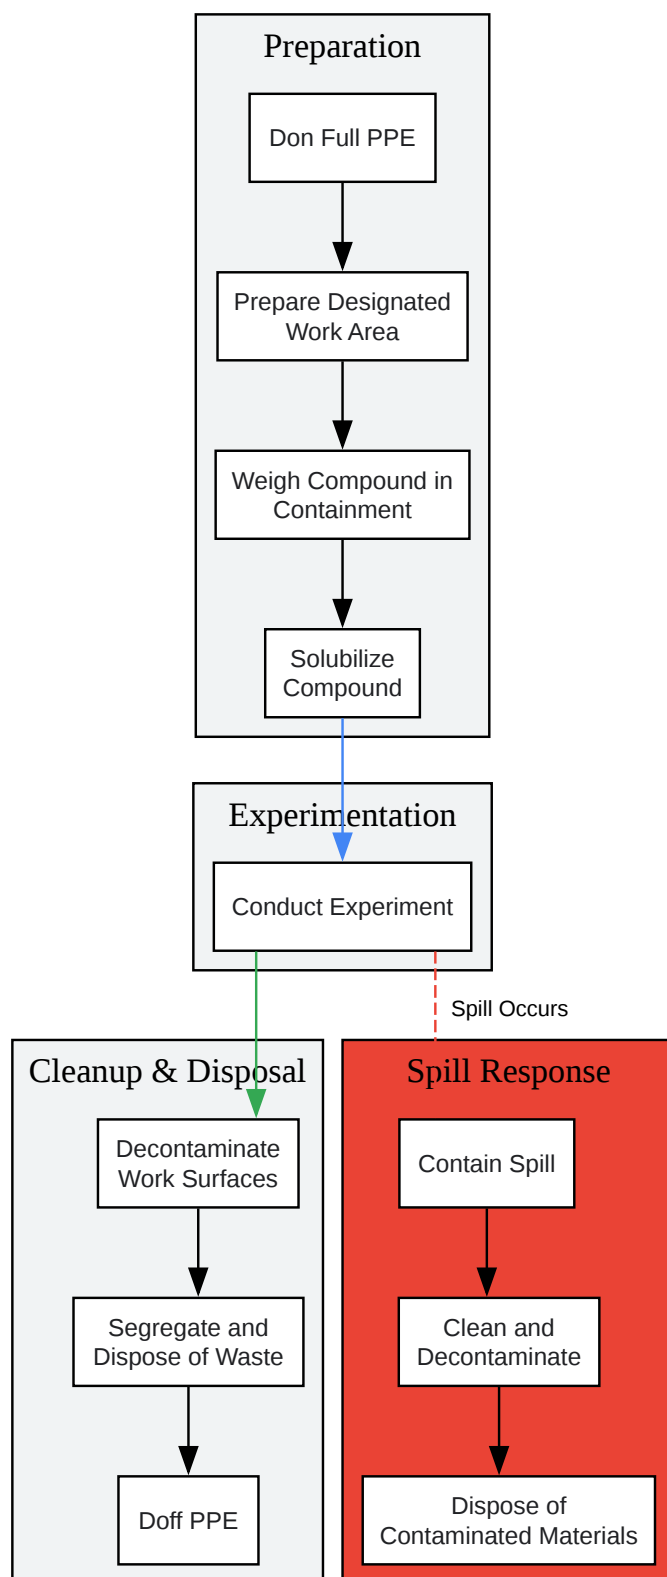 Preparation
Don Full PPE
Prepare Designated
Work Area
Weigh Compound in
Containment
Solubilize
Compound
Experimentation
Conduct Experiment
Spill Occurs
Cleanup & Disposal
Decontaminate
Work Surfaces
Segregate and
Dispose of Waste
Doff PPE
Spill Response
Contain Spill
Clean and
Decontaminate
Dispose of
Contaminated Materials